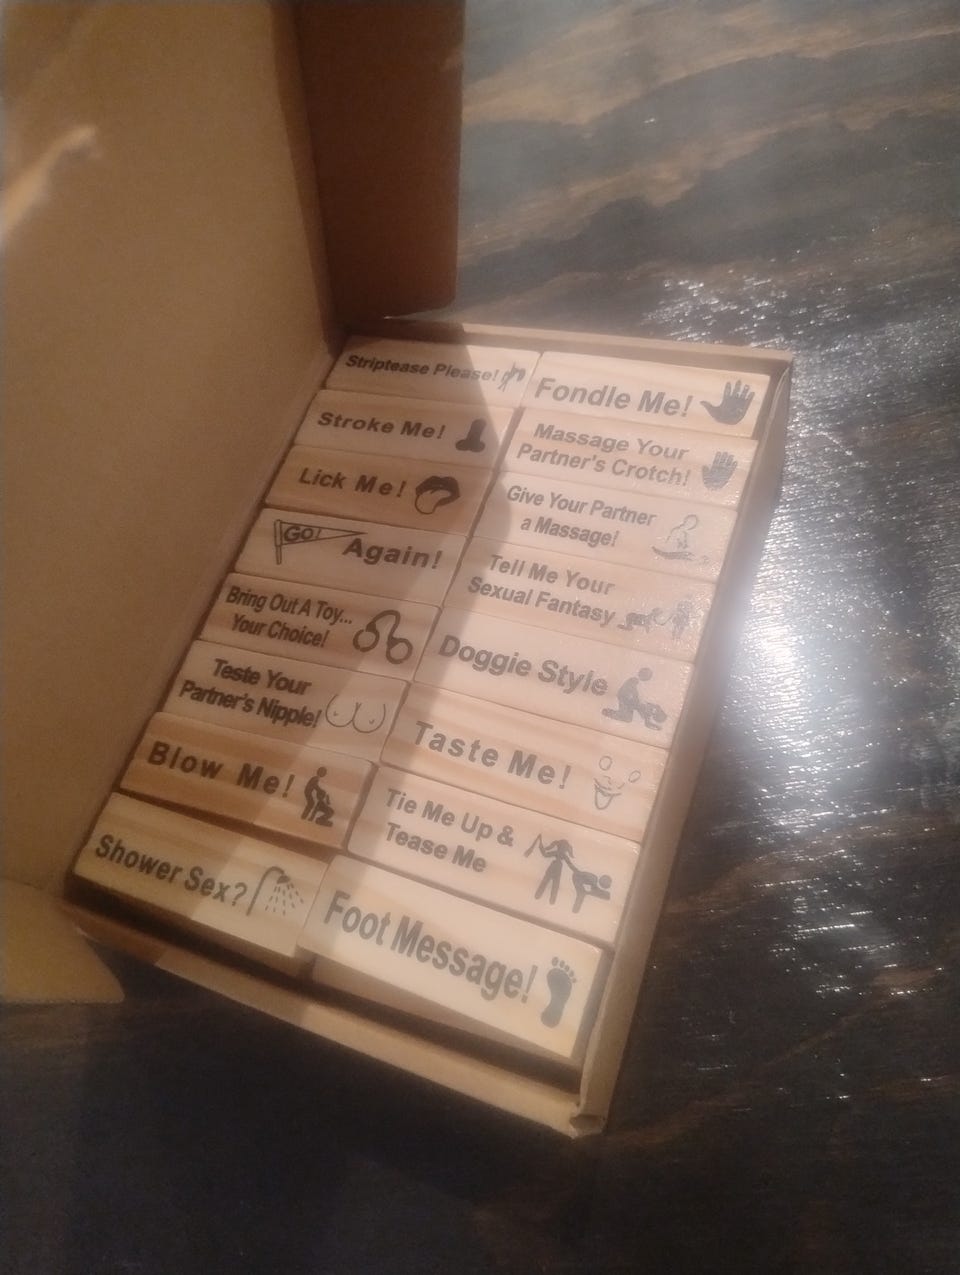 Striptease Please!
Stroke Me!
Lick Me!
GO!
Again!
Bring Out A Toy...
Your Choice!
Teste Your
Partner's Nipple!
Blow Me!
Shower Sex?
Fondle Me!
Massage Your
Partner's Crotch!
Give Your Partner
a Massage!
Tell Me Your
Sexual Fantasy
Doggie Style
Taste Me!
Tie Me Up &
Tease Me
Foot Message!